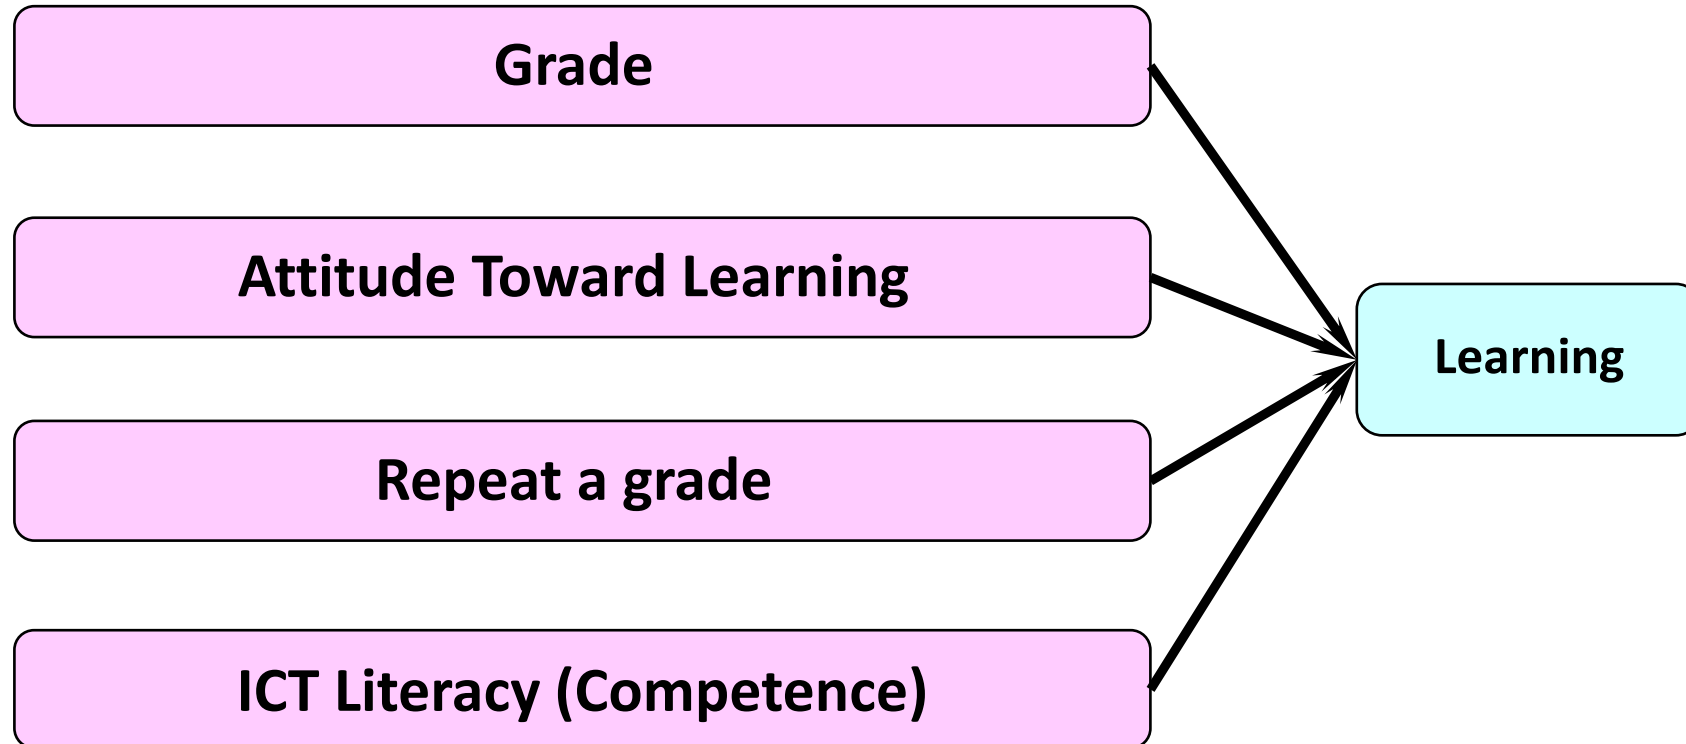 Grade
Attitude Toward Learning
Learning
Repeat a grade
ICT Literacy (Competence)